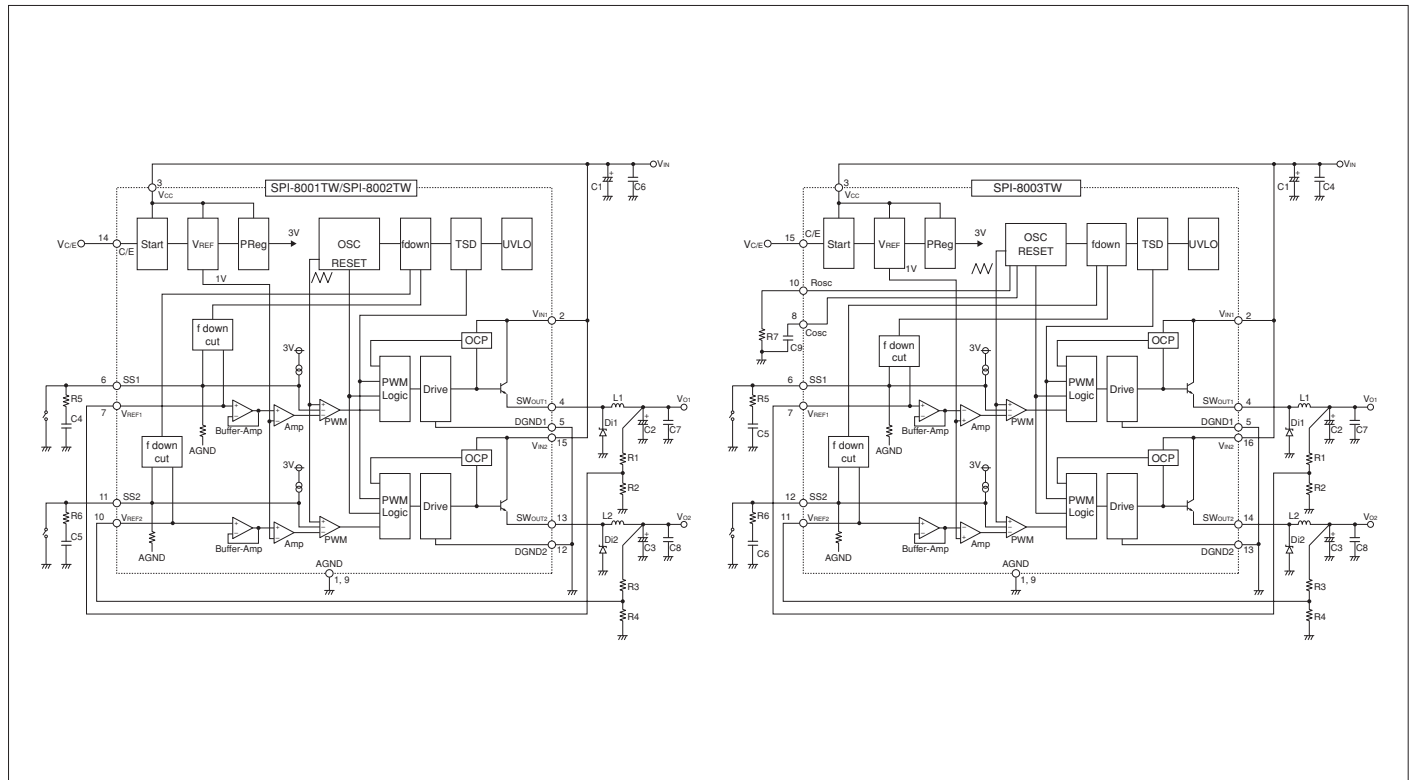 SPI-8001TW/SPI-8002TW
VIN
3
VCC
C1
+
C6
VC/E
14
C/E
Start
VREF
PReg
3V
OSC
RESET
fdown
TSD
UVLO
1V
VIN1
2
f down
cut
3V
OCP
PWM
Logic
Drive
6
SS1
R5
C4
7
VREF1
+
−
Buffer-Amp
+
−
Amp
+
−
−
PWM
SWOUT1
4
L1
VO1
Di1
+
C2
C7
DGND1
5
R1
R2
AGND
VIN2
15
f down
cut
3V
OCP
PWM
Logic
Drive
11
SS2
R6
C5
10
VREF2
+
−
Buffer-Amp
+
−
Amp
+
−
−
PWM
SWOUT2
13
L2
VO2
Di2
+
C3
C8
DGND2
12
AGND
AGND
1, 9
R3
R4
SPI-8003TW
VIN
3
VCC
C1
+
C4
VC/E
15
C/E
Start
VREF
PReg
3V
OSC
RESET
fdown
TSD
UVLO
1V
10
Rosc
8
Cosc
R7
C9
VIN1
2
f down
cut
3V
OCP
PWM
Logic
Drive
6
SS1
R5
C5
7
VREF1
+
−
Buffer-Amp
−
+
Amp
+
−
−
PWM
SWOUT1
4
L1
VO1
Di1
+
C2
C7
DGND1
5
R1
R2
AGND
VIN2
16
f down
cut
3V
OCP
PWM
Logic
Drive
12
SS2
R6
C6
11
VREF2
+
−
Buffer-Amp
−
+
Amp
+
−
−
PWM
SWOUT2
14
L2
VO2
Di2
+
C3
C8
DGND2
13
AGND
AGND
1, 9
R3
R4